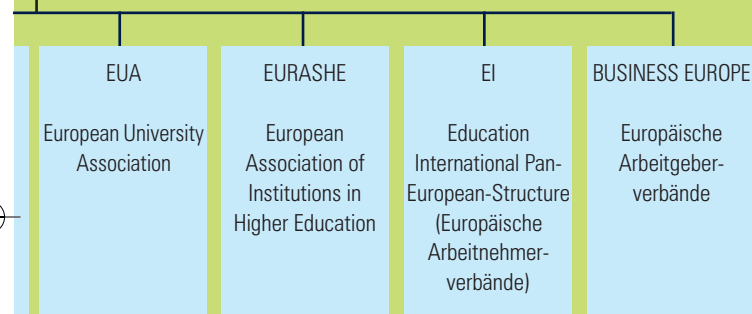 EUA
European University
Association
EURASHE
European
Association of
Institutions in
Higher Education
EI
Education
International Pan-
European-Structure
(Europäische
Arbeitnehmer-
verbände)
BUSINESS EUROPE
Europäische
Arbeitgeber-
verbände